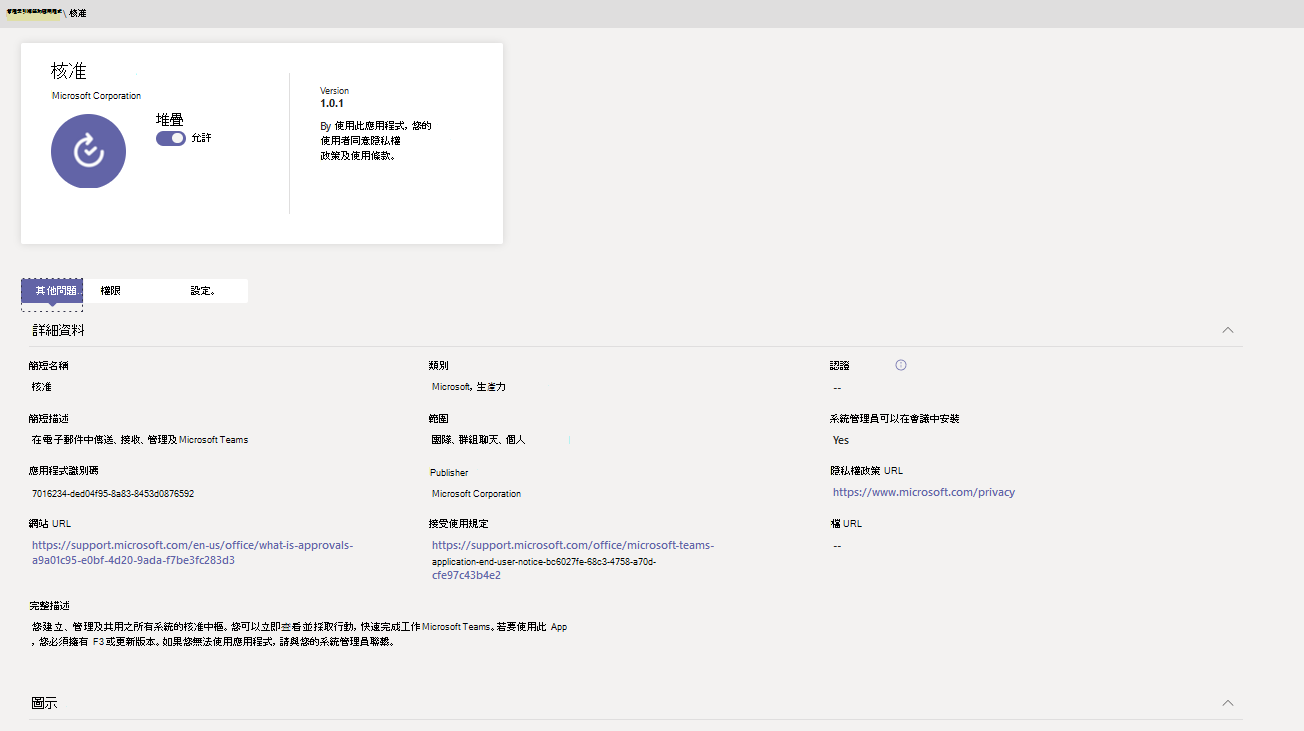 \ 核准
核准
Microsoft Corporation
堆疊
允許
Version
1.0.1
By 使用此應用程式, 您的
使用者同意隱私權
政策及使用條款。
其他問題..
權限
設定。
詳細資料
簡短名稱
核准
類別
Microsoft, 生產力
認證
--
簡短描述
在電子郵件中傳送、接收、管理及 Microsoft Teams
範圍
團隊、群組聊天、個人
系統管理員可以在會議中安裝
Yes
應用程式識別碼
7016234-ded04f95-8a83-8453d0876592
Publisher
Microsoft Corporation
隱私權政策 URL
https://www.microsoft.com/privacy
網站 URL
https://support.microsoft.com/en-us/office/what-is-approvals-
a9a01c95-e0bf-4d20-9ada-f7be3fc283d3
接受使用規定
https://support.microsoft.com/office/microsoft-teams-
application-end-user-notice-bc6027fe-68c3-4758-a70d-
cfe97c43b4e2
檔 URL
--
完整描述
您建立、管理及共用之所有系統的核准中樞。您可以立即查看並採取行動, 快速完成工作 Microsoft Teams。若要使用此 App
, 您必須擁有 F3 或更新版本。如果您無法使用應用程式, 請與您的系統管理員聯繫。
圖示